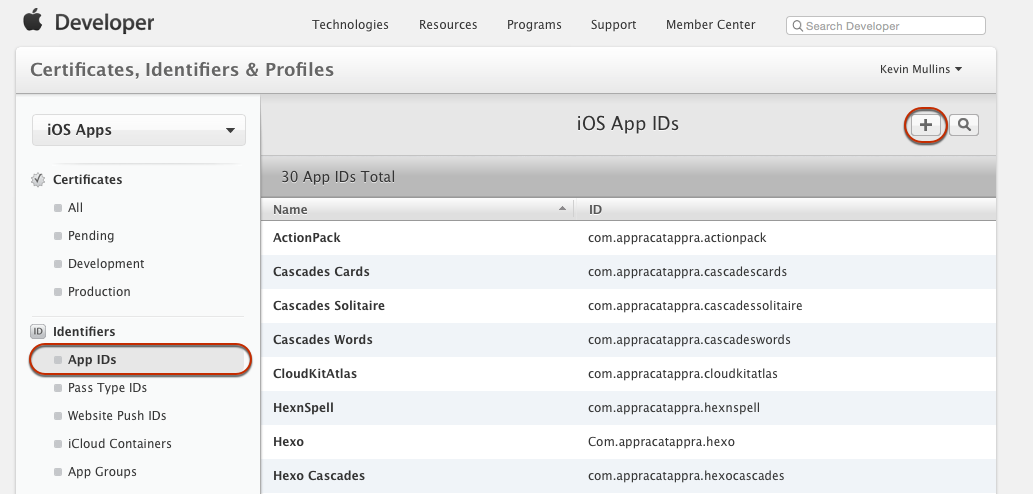 Developer
Technologies Resources Programs Support Member Center Search Developer
Certificates, Identifiers & Profiles
Kevin Mullins
iOS Apps
iOS App IDs
30 App IDs Total
Certificates
All
Pending
Development
Production
ID Identifiers
App IDs
Pass Type IDs
Website Push IDs
iCloud Containers
App Groups
Name ID
ActionPack com.appracatappra.actionpack
Cascades Cards com.appracatappra.cascadescards
Cascades Solitaire com.appracatappra.cascadessolitaire
Cascades Words com.appracatappra.cascadeswords
CloudKitAtlas com.appracatappra.cloudkitatlas
HexnSpell com.appracatappra.hexnspell
Hexo Com.appracatappra.hexo
Hexo Cascades com.appracatappra.hexocascades